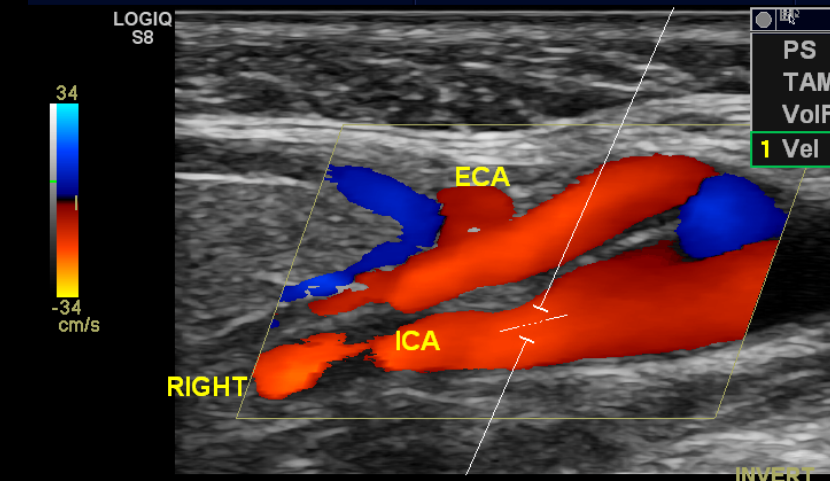 LOGIQ
S8
34
-34
cm/s
PS
TAM
VolF
1 Vel
ECA
ICA
RIGHT
INVERT